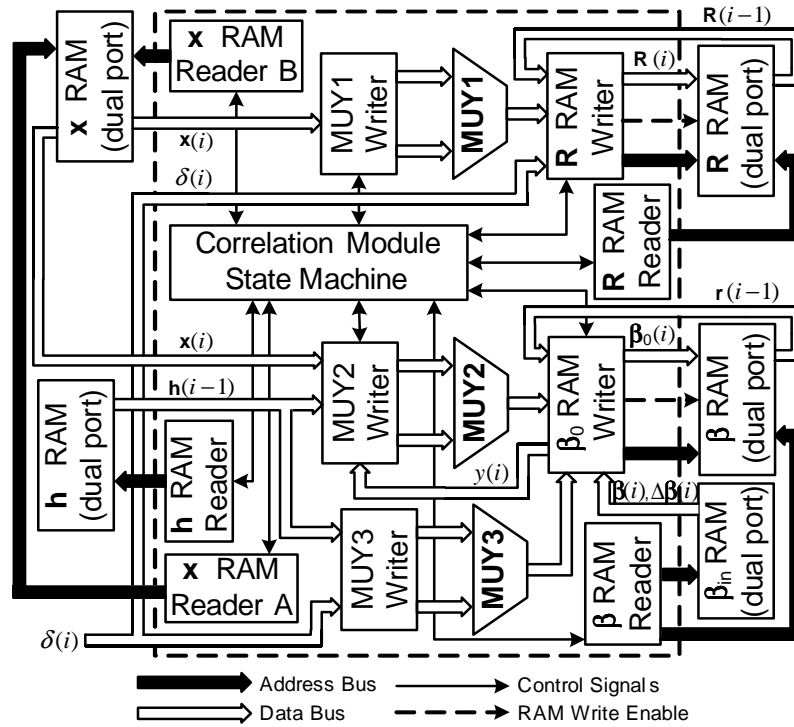 R(i−1)
x RAM
(dual port)
x RAM
Reader B
MUY1
Writer
MUY1
R RAM
Writer
R(i)
R RAM
(dual port)
x(i)
δ(i)
Correlation Module
State Machine
R RAM
Reader
r(i−1)
x(i)
h(i−1)
MUY2
Writer
MUY2
β₀ RAM
Writer
β₀(i)
β RAM
(dual port)
h RAM
(dual port)
h RAM
Reader
y(i)
β(i),Δβ(i)
MUY3
Writer
MUY3
β RAM
Reader
βin RAM
(dual port)
x RAM
Reader A
δ(i)
Address Bus
Control Signals
Data Bus
RAM Write Enable